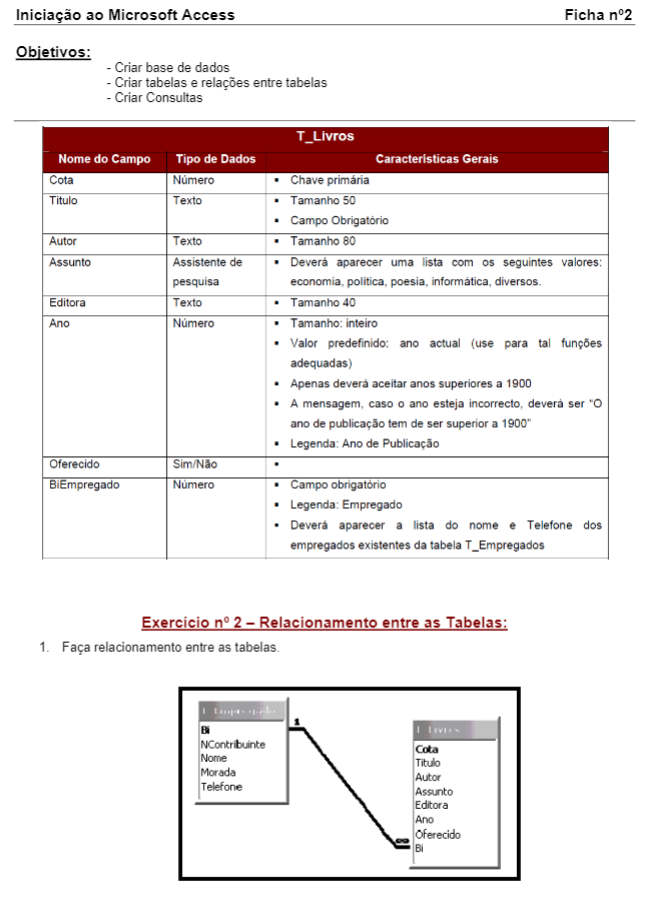 Iniciação ao Microsoft Access Ficha nº2
Objetivos:
- Criar base de dados
- Criar tabelas e relações entre tabelas
- Criar Consultas
T_Livros
Nome do Campo Tipo de Dados Características Gerais
Cota Número ▪ Chave primária
Titulo Texto ▪ Tamanho 50
▪ Campo Obrigatório
Autor Texto ▪ Tamanho 80
Assunto Assistente de ▪ Deverá aparecer uma lista com os seguintes valores:
pesquisa economia, política, poesia, informática, diversos.
Editora Texto ▪ Tamanho 40
Ano Número ▪ Tamanho: inteiro
▪ Valor predefinido: ano actual (use para tal funções
adequadas)
▪ Apenas deverá aceitar anos superiores a 1900
▪ A mensagem, caso o ano esteja incorrecto, deverá ser "O
ano de publicação tem de ser superior a 1900"
▪ Legenda: Ano de Publicação
Oferecido Sim/Não ▪
BiEmpregado Número ▪ Campo obrigatório
▪ Legenda: Empregado
▪ Deverá aparecer a lista do nome e Telefone dos
empregados existentes da tabela T_Empregados
Exercício nº 2 – Relacionamento entre as Tabelas:
1. Faça relacionamento entre as tabelas.
Bi
NContribuinte
Nome
Morada
Telefone
1
∞
T_Livros
Cota
Titulo
Autor
Assunto
Editora
Ano
Oferecido
Bi